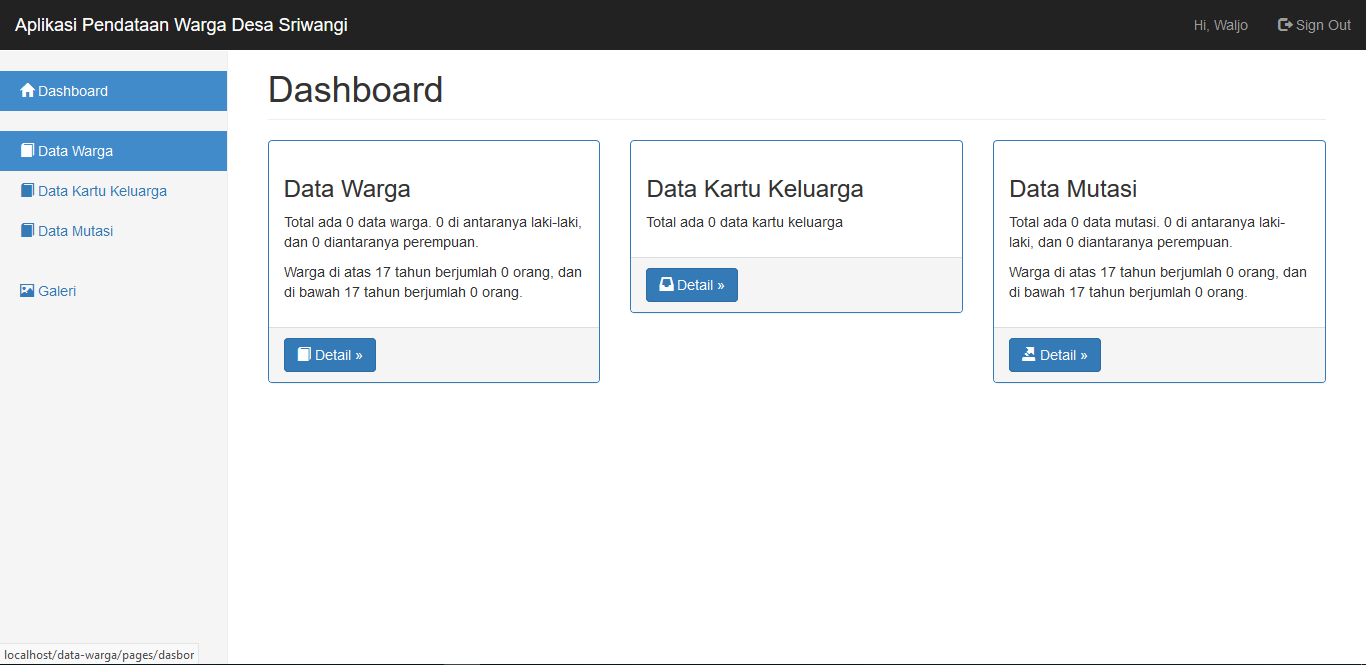 Aplikasi Pendataan Warga Desa Sriwangi
Hi, Waljo
Sign Out
Dashboard
Data Warga
Data Kartu Keluarga
Data Mutasi
Galeri
Dashboard
Data Warga
Total ada 0 data warga. 0 di antaranya laki-laki,
dan 0 diantaranya perempuan.
Warga di atas 17 tahun berjumlah 0 orang, dan
di bawah 17 tahun berjumlah 0 orang.
Detail »
Data Kartu Keluarga
Total ada 0 data kartu keluarga
Detail »
Data Mutasi
Total ada 0 data mutasi. 0 di antaranya laki-
laki, dan 0 diantaranya perempuan.
Warga di atas 17 tahun berjumlah 0 orang, dan
di bawah 17 tahun berjumlah 0 orang.
Detail »
localhost/data-warga/pages/dasbor